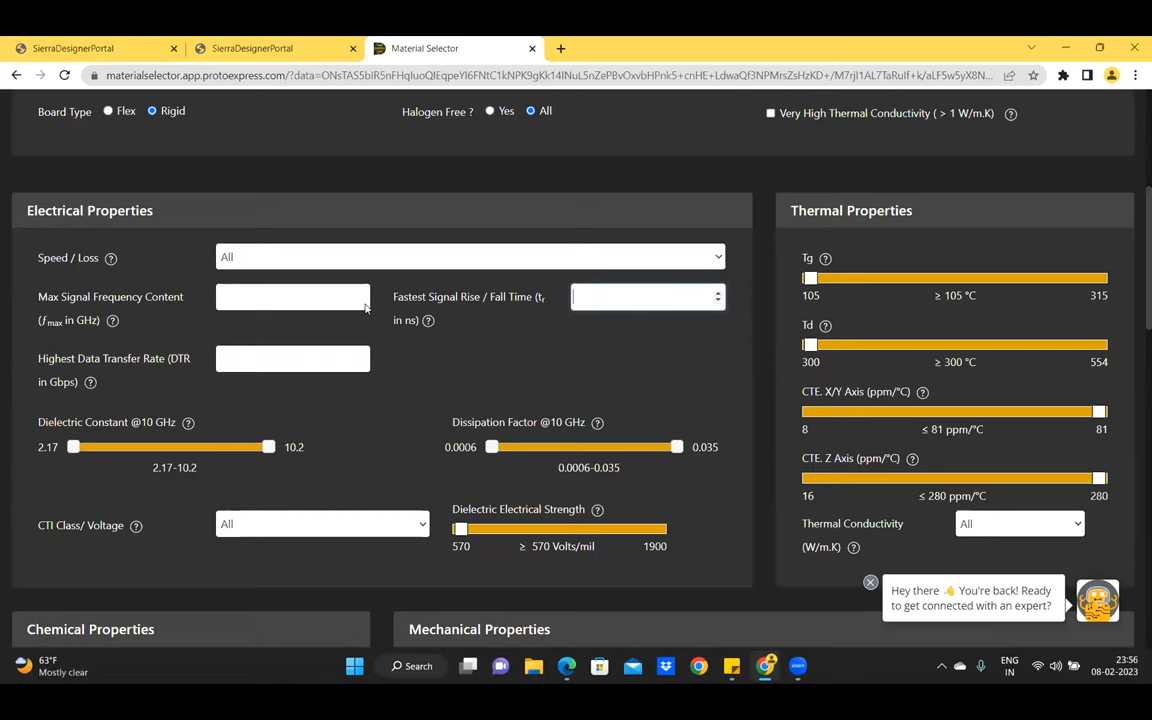 SierraDesignerPortal
SierraDesignerPortal
Material Selector
materialselector.app.protoexpress.com/?data=
Board Type Flex Rigid
Halogen Free ? Yes All
Very High Thermal Conductivity ( > 1 W/m.K) ?
Electrical Properties
Speed / Loss ? All
Max Signal Frequency Content
(ƒmax in GHz) ?
Fastest Signal Rise / Fall Time (tr
in ns) ?
Highest Data Transfer Rate (DTR
in Gbps) ?
Dielectric Constant @10 GHz ?
2.17 10.2
2.17-10.2
Dissipation Factor @10 GHz ?
0.0006 0.035
0.0006-0.035
CTI Class/ Voltage ? All
Dielectric Electrical Strength ?
570 ≥ 570 Volts/mil 1900
Thermal Properties
Tg ?
105 ≥ 105 °C 315
Td ?
300 ≥ 300 °C 554
CTE. X/Y Axis (ppm/°C) ?
8 ≤ 81 ppm/°C 81
CTE. Z Axis (ppm/°C) ?
16 ≤ 280 ppm/°C 280
Thermal Conductivity All
(W/m.K) ?
Chemical Properties
Mechanical Properties
Hey there 👋 You're back! Ready
to get connected with an expert?
63°F
Mostly clear
Search
ENG
IN
23:56
08-02-2023